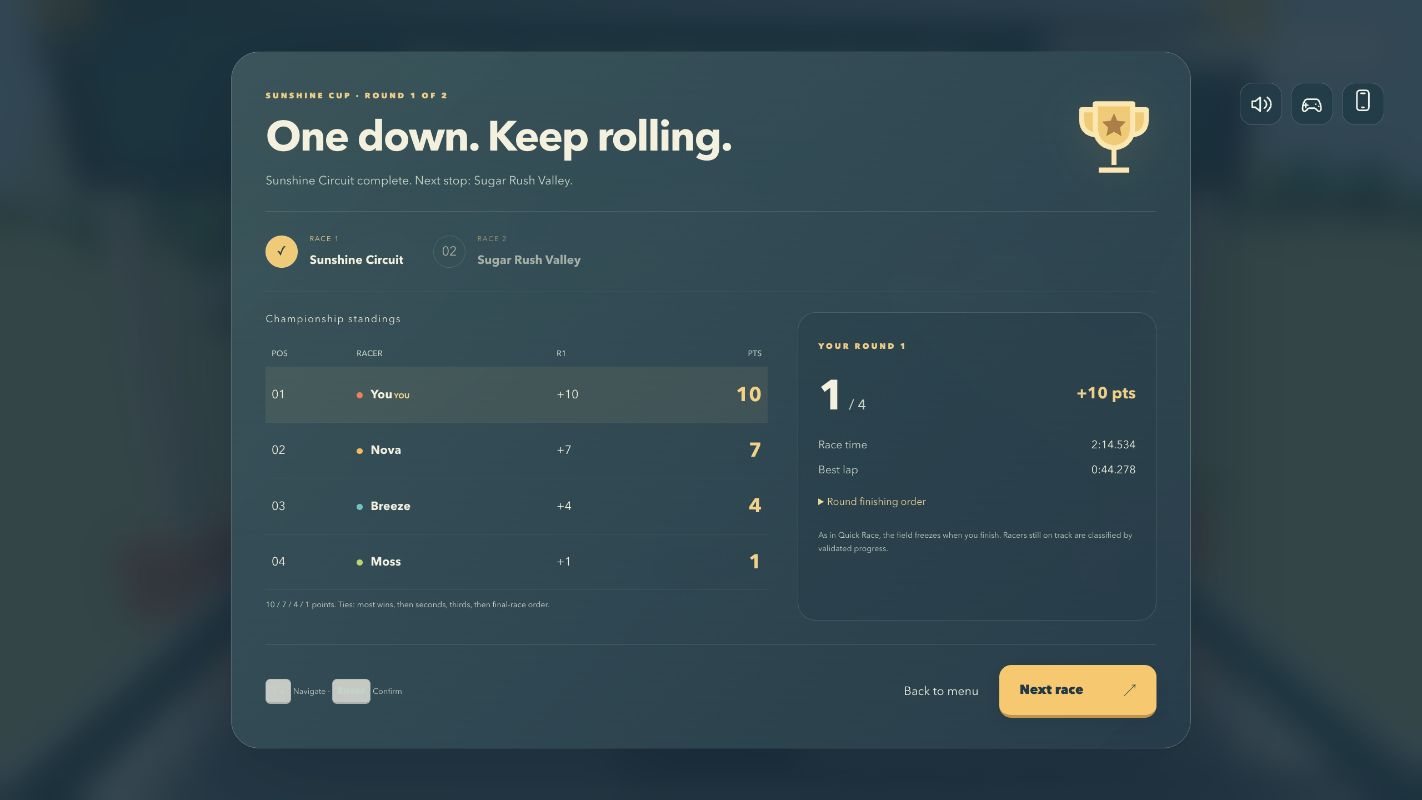 SUNSHINE CUP · ROUND 1 OF 2
One down. Keep rolling.
Sunshine Circuit complete. Next stop: Sugar Rush Valley.
✓ RACE 1
Sunshine Circuit
02 RACE 2
Sugar Rush Valley
Championship standings
POS RACER R1 PTS
01 You YOU +10 10
02 Nova +7 7
03 Breeze +4 4
04 Moss +1 1
10 / 7 / 4 / 1 points. Ties: most wins, then seconds, thirds, then final-race order.
YOUR ROUND 1
1 / 4 +10 pts
Race time 2:14.534
Best lap 0:44.278
▶ Round finishing order
As in Quick Race, the field freezes when you finish. Racers still on track are classified by
validated progress.
Navigate · Confirm
Back to menu
Next race ↗